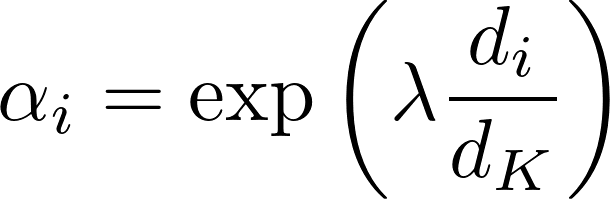 α_i = exp ( λ d_i / d_K )